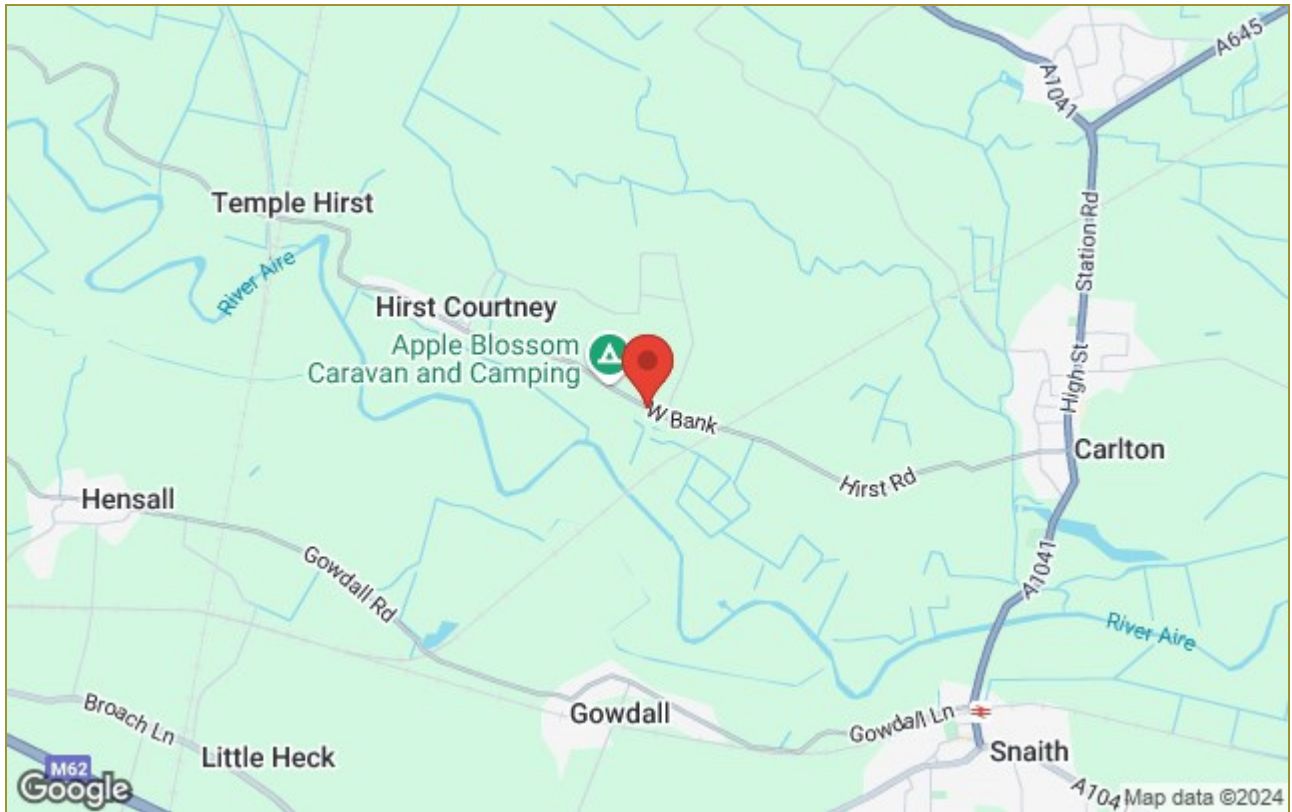 A645
A1041
Temple Hirst
Station Rd
River Aire
Hirst Courtney
Apple Blossom
Caravan and Camping
High St
W Bank
Carlton
Hirst Rd
Hensall
Gowdall Rd
A1041
River Aire
Broach Ln
Gowdall
Gowdall Ln
Little Heck
Snaith
M62
A104
Google
Map data ©2024